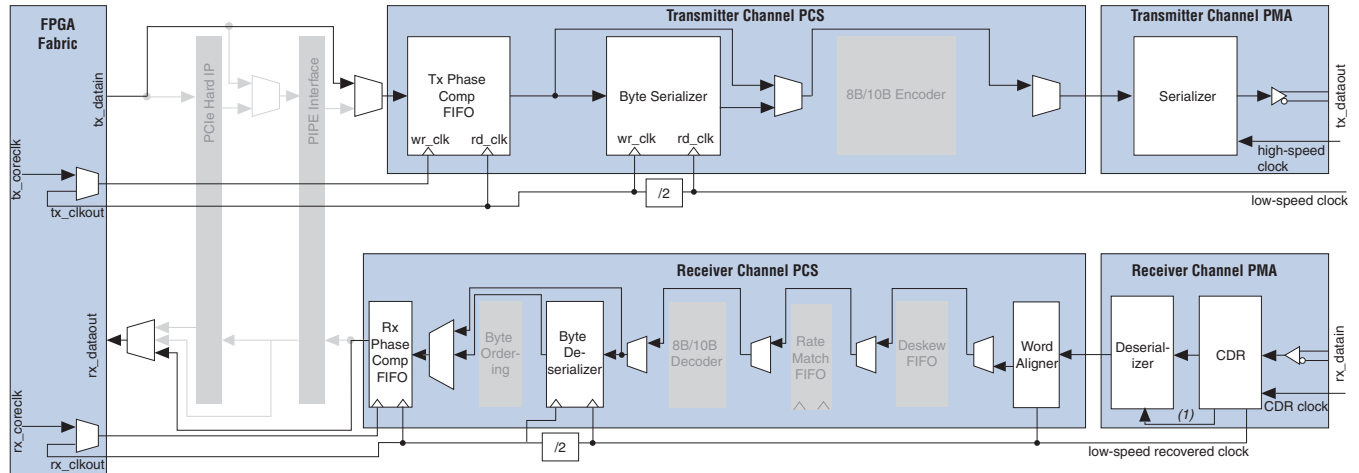 FPGA
Fabric
Transmitter Channel PCS
Transmitter Channel PMA
tx_datain
PCIe Hard IP
PIPE Interface
Tx Phase
Comp
FIFO
wr_clk
rd_clk
Byte Serializer
wr_clk
rd_clk
8B/10B Encoder
Serializer
tx_dataout
high-speed
clock
tx_coreclk
tx_clkout
/2
low-speed clock
Receiver Channel PCS
Receiver Channel PMA
rx_dataout
Rx
Phase
Comp
FIFO
Byte
Order-
ing
Byte
De-
serializer
8B/10B
Decoder
Rate
Match
FIFO
Deskew
FIFO
Word
Aligner
Deserial-
izer
CDR
rx_datain
CDR clock
(1)
rx_coreclk
rx_clkout
/2
low-speed recovered clock